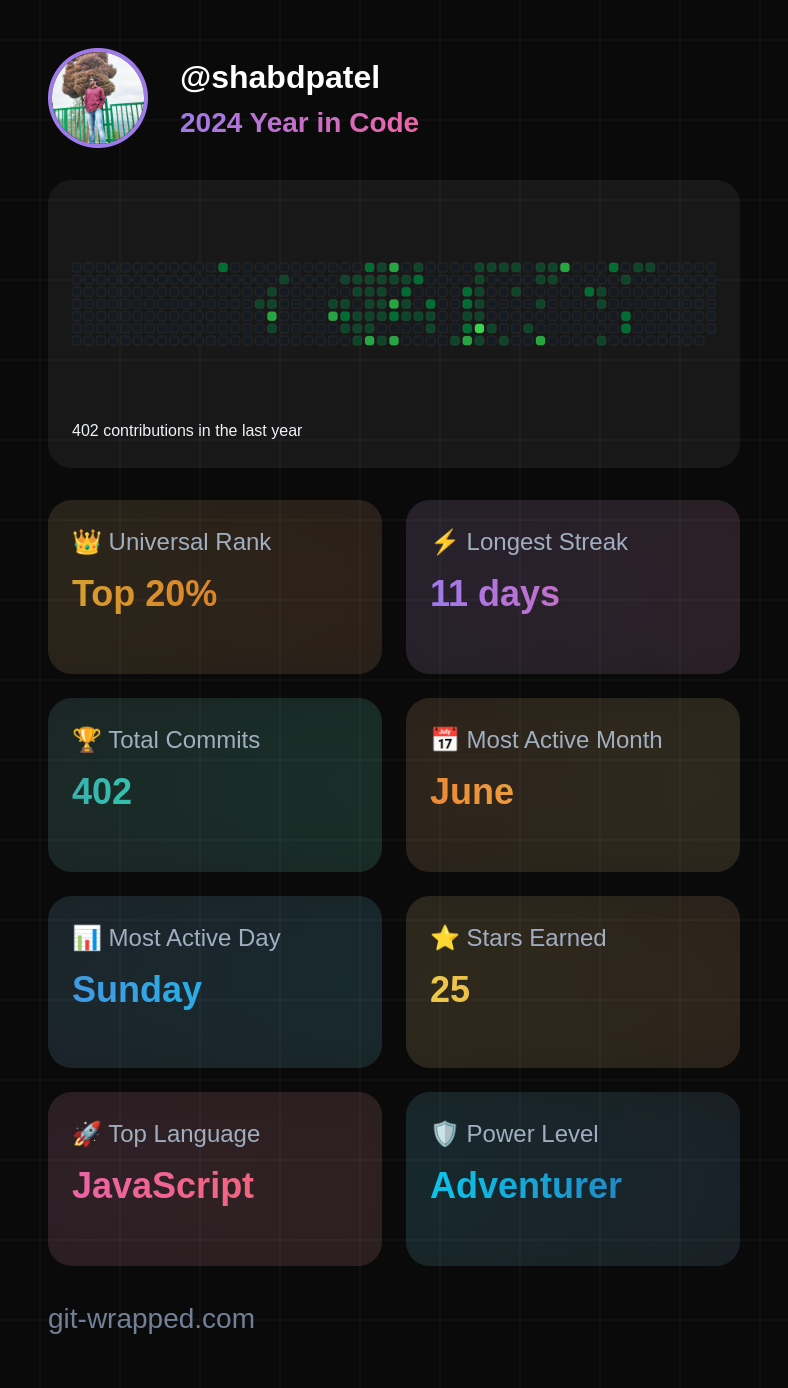 @shabdpatel
2024 Year in Code
402 contributions in the last year
👑 Universal Rank
Top 20%
⚡ Longest Streak
11 days
🏆 Total Commits
402
📅 Most Active Month
June
📊 Most Active Day
Sunday
⭐ Stars Earned
25
🚀 Top Language
JavaScript
🛡️ Power Level
Adventurer
git-wrapped.com